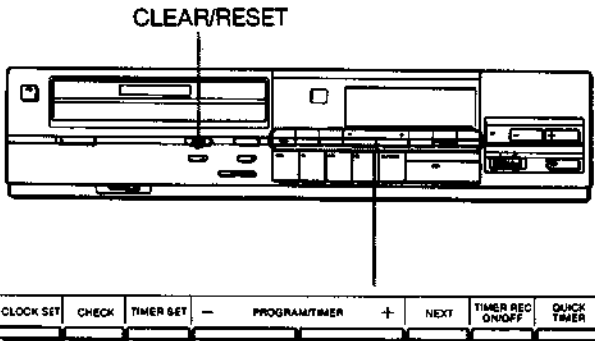 CLEAR/RESET
- +
CLOCK SET CHECK TIMER SET − PROGRAM/TIMER + NEXT TIMER REC ON/OFF QUICK TIMER